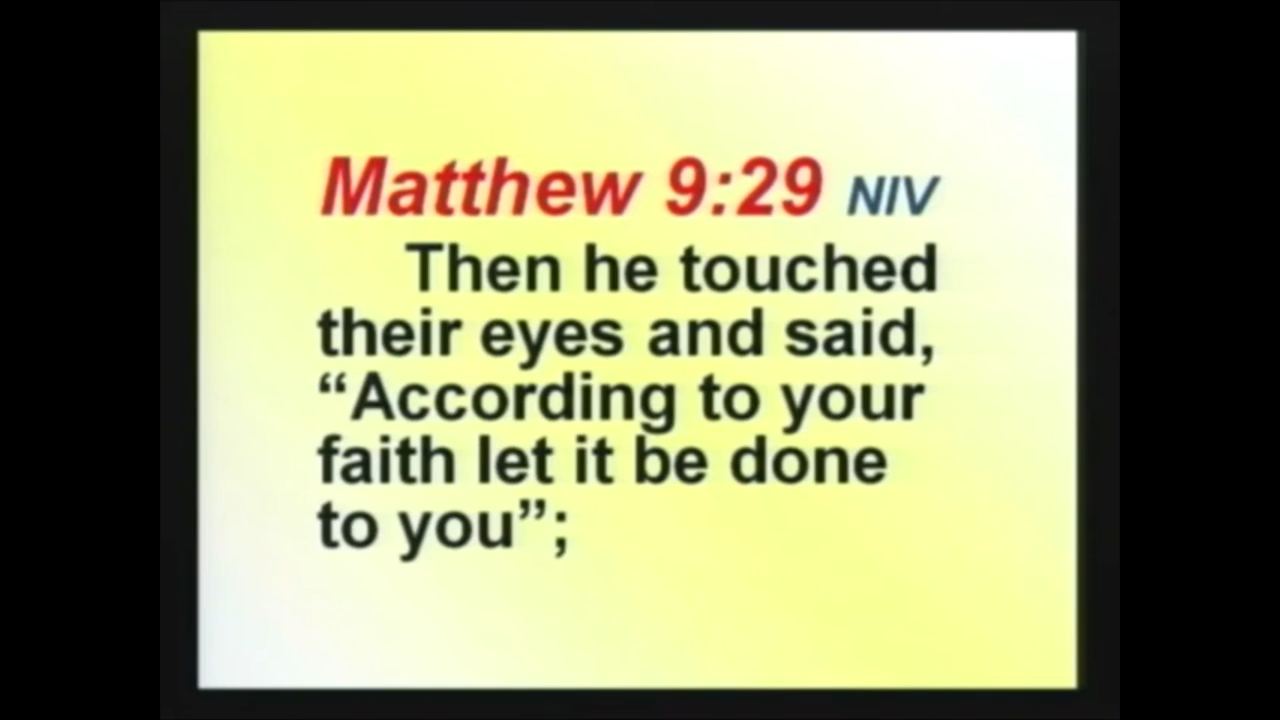 Matthew 9:29 NIV
Then he touched
their eyes and said,
“According to your
faith let it be done
to you”;